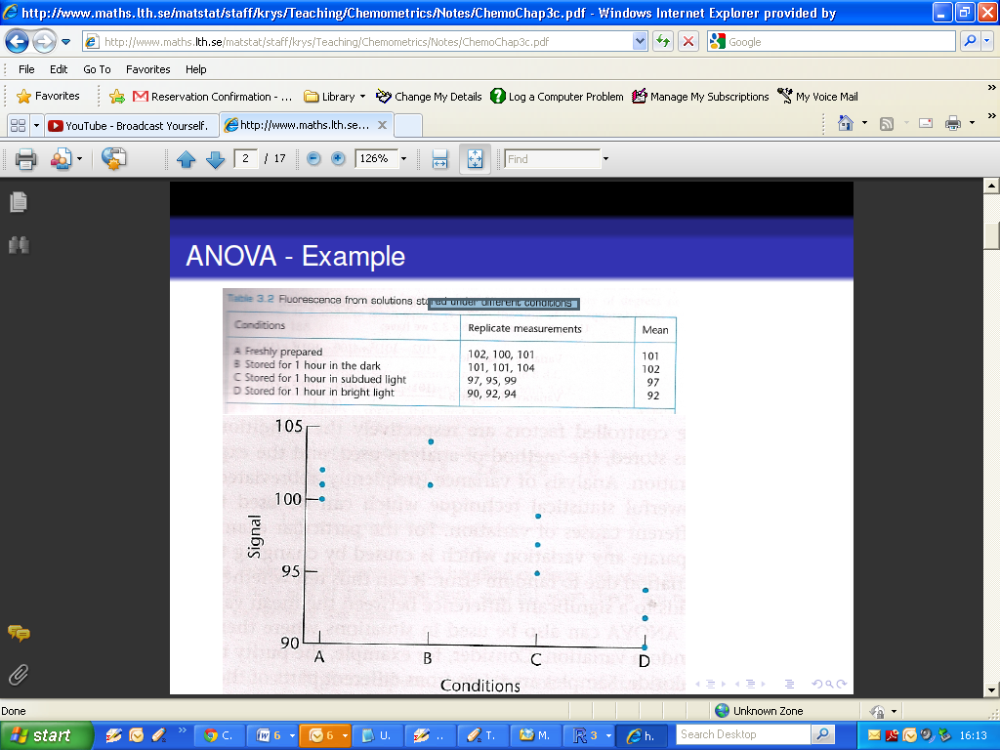 http://www.maths.lth.se/matstat/staff/krys/Teaching/Chemometrics/Notes/ChemoChap3c.pdf - Windows Internet Explorer provided by
http://www.maths.lth.se/matstat/staff/krys/Teaching/Chemometrics/Notes/ChemoChap3c.pdf
Google
File Edit Go To Favorites Help
Favorites Reservation Confirmation - ... Library Change My Details Log a Computer Problem Manage My Subscriptions My Voice Mail
YouTube - Broadcast Yourself. http://www.maths.lth.se...
2 / 17 126% Find
ANOVA - Example
Table 3.2 Fluorescence from solutions stored under different conditions
Conditions Replicate measurements Mean
A Freshly prepared 102, 100, 101 101
B Stored for 1 hour in the dark 101, 101, 104 102
C Stored for 1 hour in subdued light 97, 95, 99 97
D Stored for 1 hour in bright light 90, 92, 94 92
105
100
Signal
95
90
A B C D
Conditions
Done Unknown Zone
start C. 6 6 U. .. T. M. R 3 h. Search Desktop 16:13